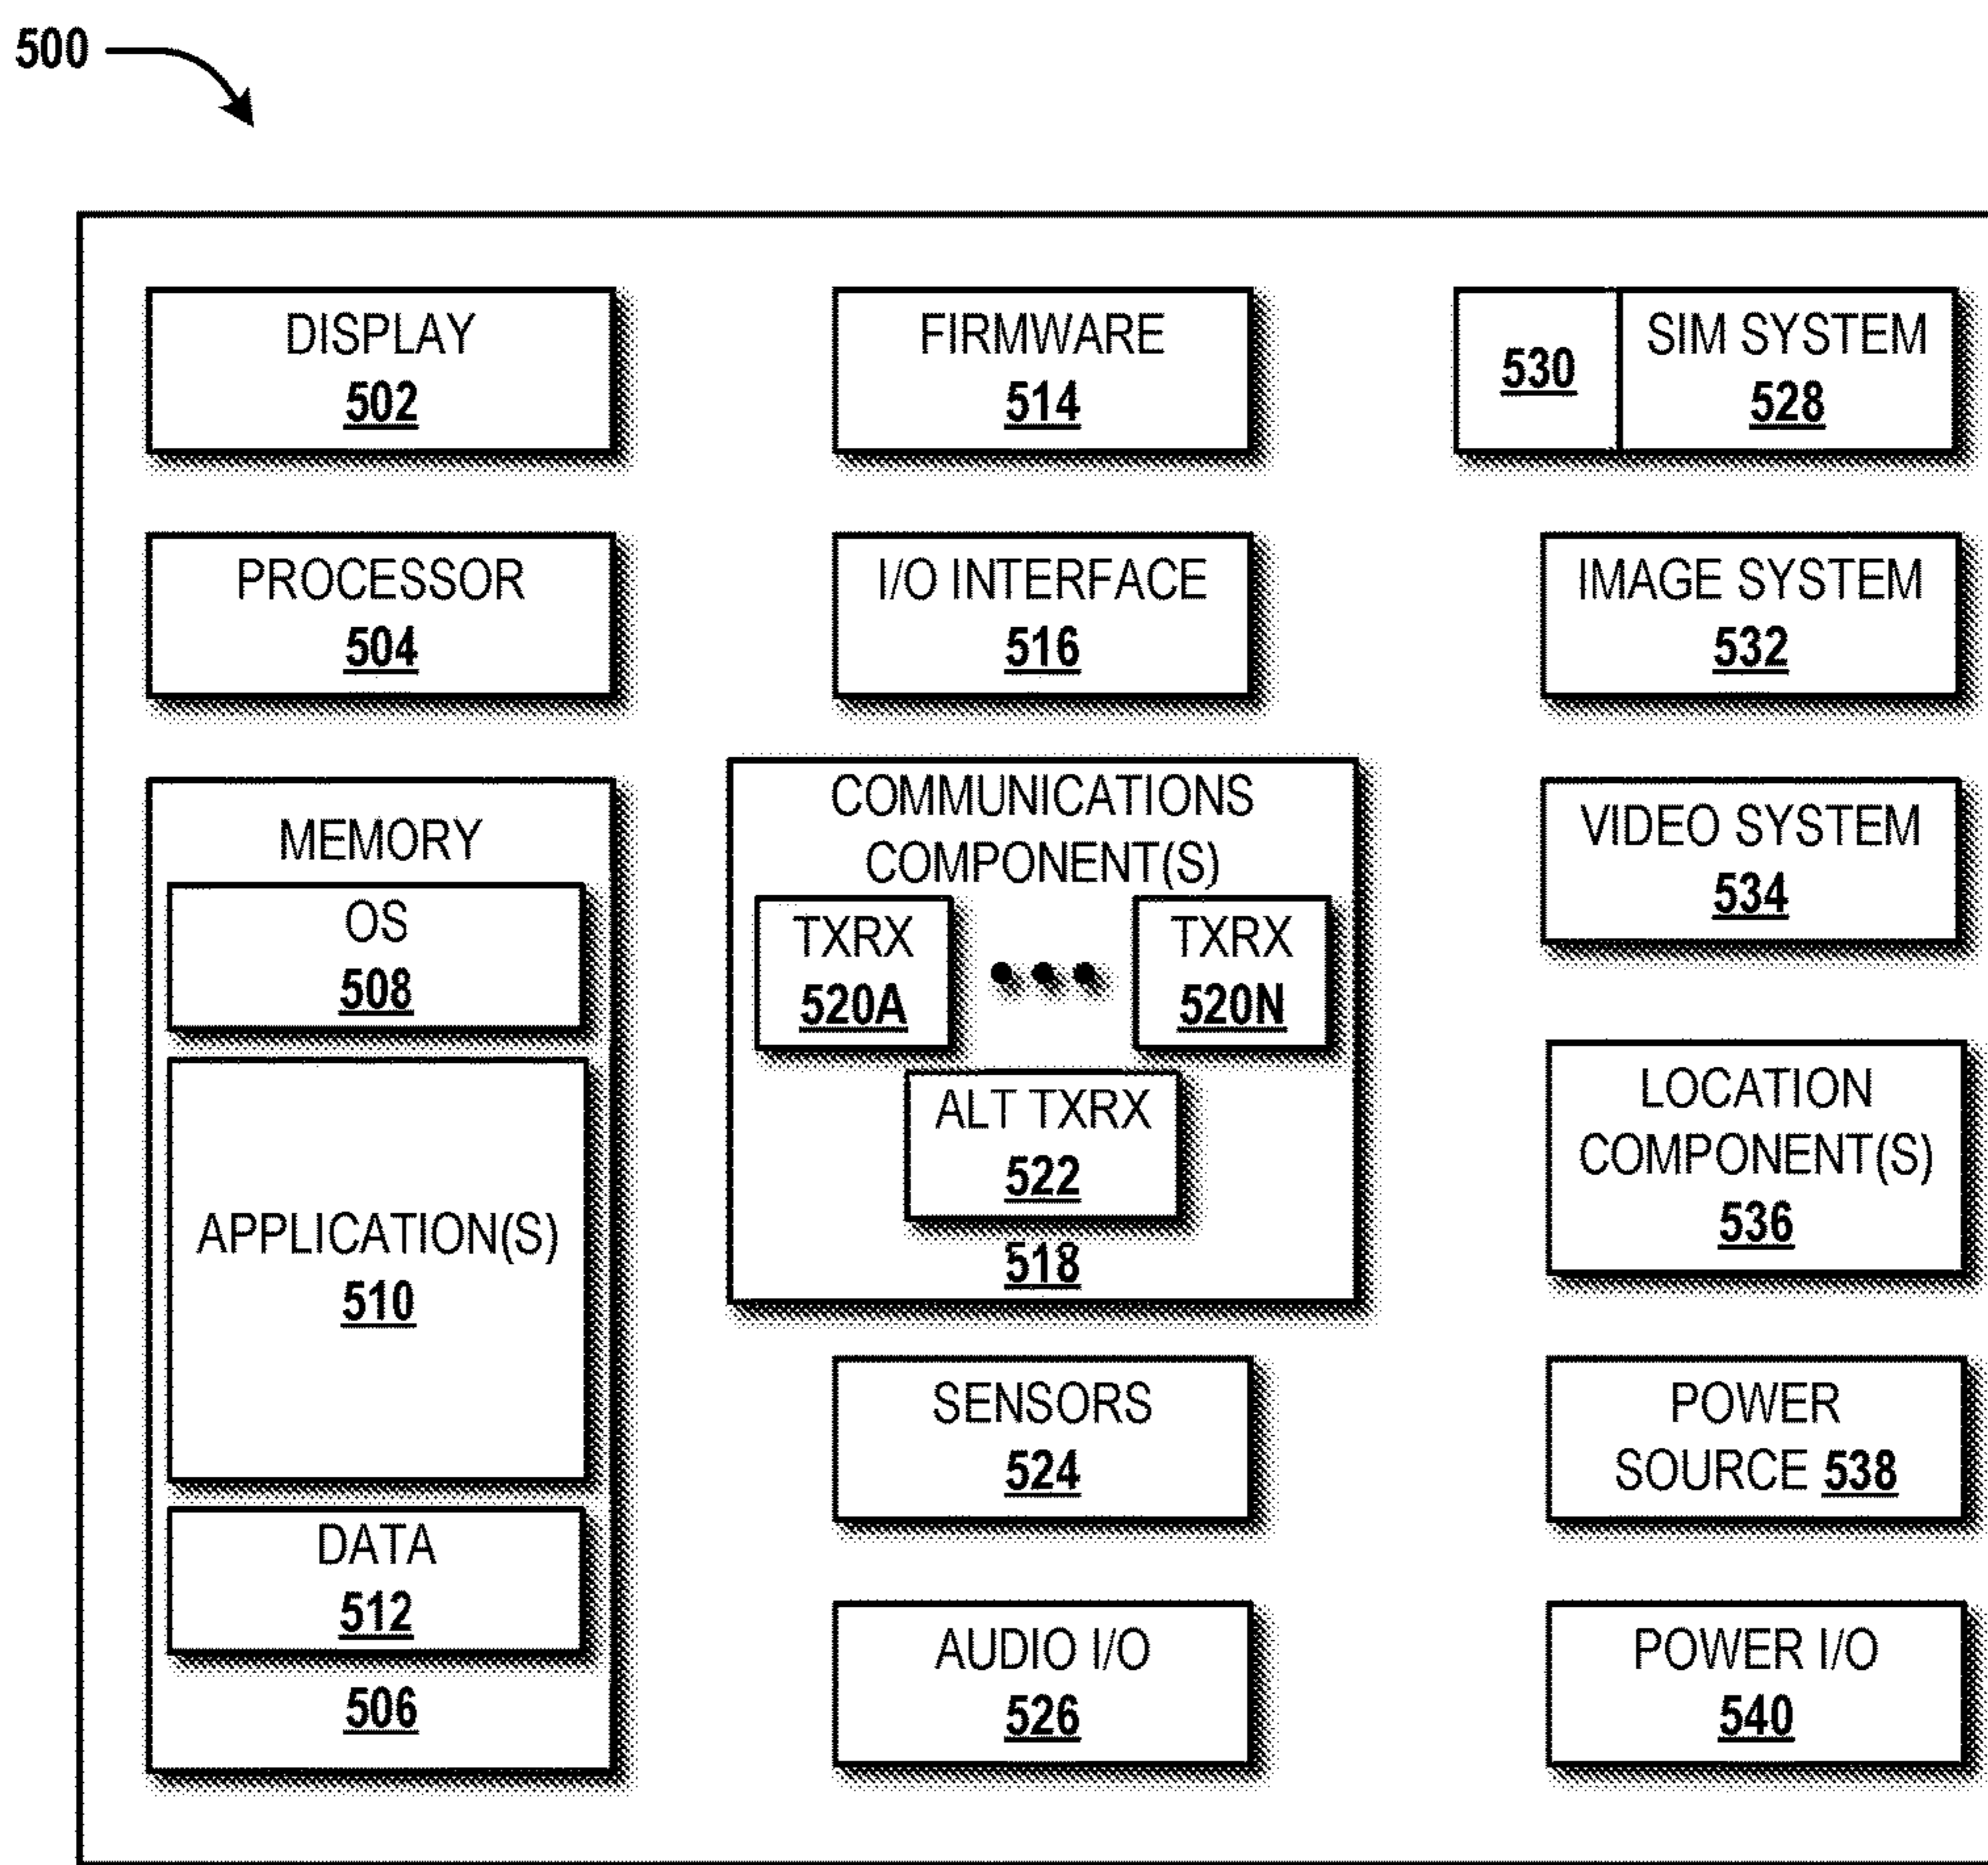 500
DISPLAY
502
PROCESSOR
504
MEMORY
OS
508
APPLICATION(S)
510
DATA
512
506
FIRMWARE
514
I/O INTERFACE
516
COMMUNICATIONS
COMPONENT(S)
TXRX
520A
TXRX
520N
ALT TXRX
522
518
SENSORS
524
AUDIO I/O
526
530
SIM SYSTEM
528
IMAGE SYSTEM
532
VIDEO SYSTEM
534
LOCATION
COMPONENT(S)
536
POWER
SOURCE 538
POWER I/O
540